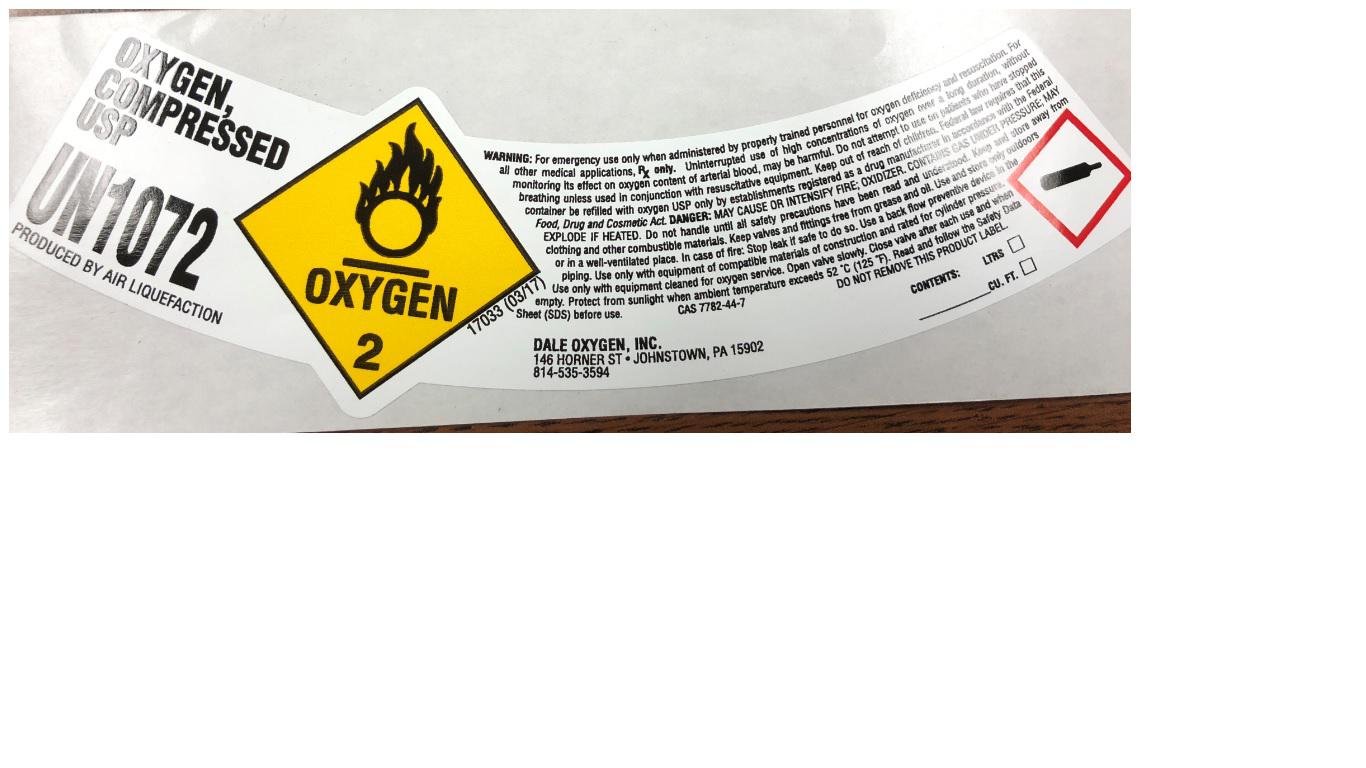 OXYGEN,
COMPRESSED
USP
UN1072
PRODUCED BY AIR LIQUEFACTION
OXYGEN
2
17033 (03/17)
WARNING: For emergency use only when administered by properly trained personnel for oxygen deficiency and resuscitation. For
all other medical applications, Rx only. Uninterrupted use of high concentrations of oxygen over a long duration, without
monitoring its effect on oxygen content of arterial blood, may be harmful. Do not attempt to use on patients who have stopped
breathing unless used in conjunction with resuscitative equipment. Keep out of reach of children. Federal law requires that this
container be refilled with oxygen USP only by establishments registered as a drug manufacturer in accordance with the Federal
Food, Drug and Cosmetic Act. DANGER: MAY CAUSE OR INTENSIFY FIRE; OXIDIZER. CONTAINS GAS UNDER PRESSURE; MAY
EXPLODE IF HEATED. Do not handle until all safety precautions have been read and understood. Keep and store away from
clothing and other combustible materials. Keep valves and fittings free from grease and oil. Use and store only outdoors
or in a well-ventilated place. In case of fire: Stop leak if safe to do so. Use a back flow preventive device in the
piping. Use only with equipment of compatible materials of construction and rated for cylinder pressure.
Use only with equipment cleaned for oxygen service. Open valve slowly. Close valve after each use and when
empty. Protect from sunlight when ambient temperature exceeds 52 °C (125 °F). Read and follow the Safety Data
Sheet (SDS) before use. CAS 7782-44-7 DO NOT REMOVE THIS PRODUCT LABEL.
CONTENTS: LTRS
CU. FT.
DALE OXYGEN, INC.
146 HORNER ST • JOHNSTOWN, PA 15902
814-535-3594